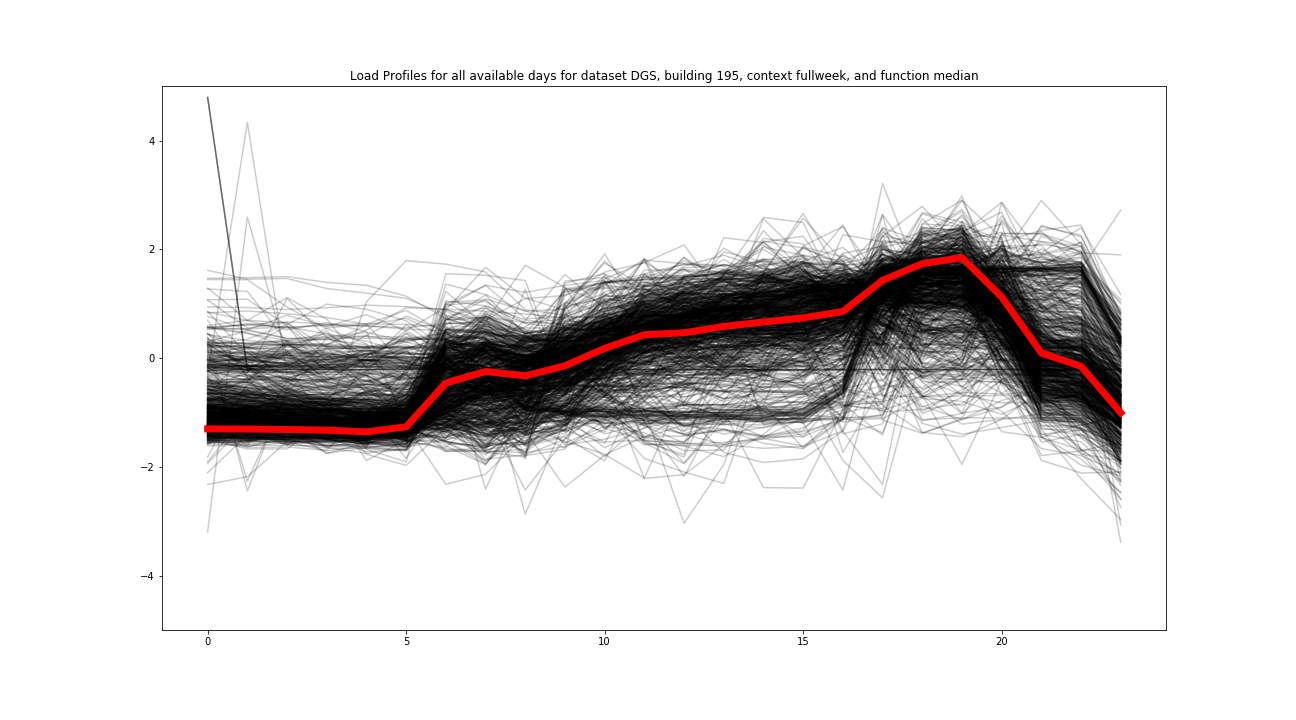 Load Profiles for all available days for dataset DGS, building 195, context fullweek, and function median
4
2
0
−2
−4
0 5 10 15 20